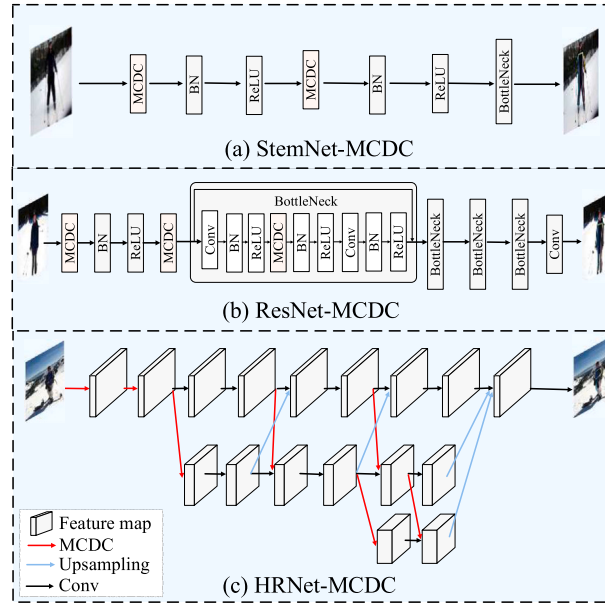 MCDC
BN
ReLU
MCDC
BN
ReLU
BottleNeck
(a) StemNet-MCDC
MCDC
BN
ReLU
MCDC
BottleNeck
Conv
BN
ReLU
MCDC
BN
ReLU
Conv
BN
ReLU
BottleNeck
BottleNeck
BottleNeck
Conv
(b) ResNet-MCDC
Feature map
MCDC
Upsampling
Conv
(c) HRNet-MCDC